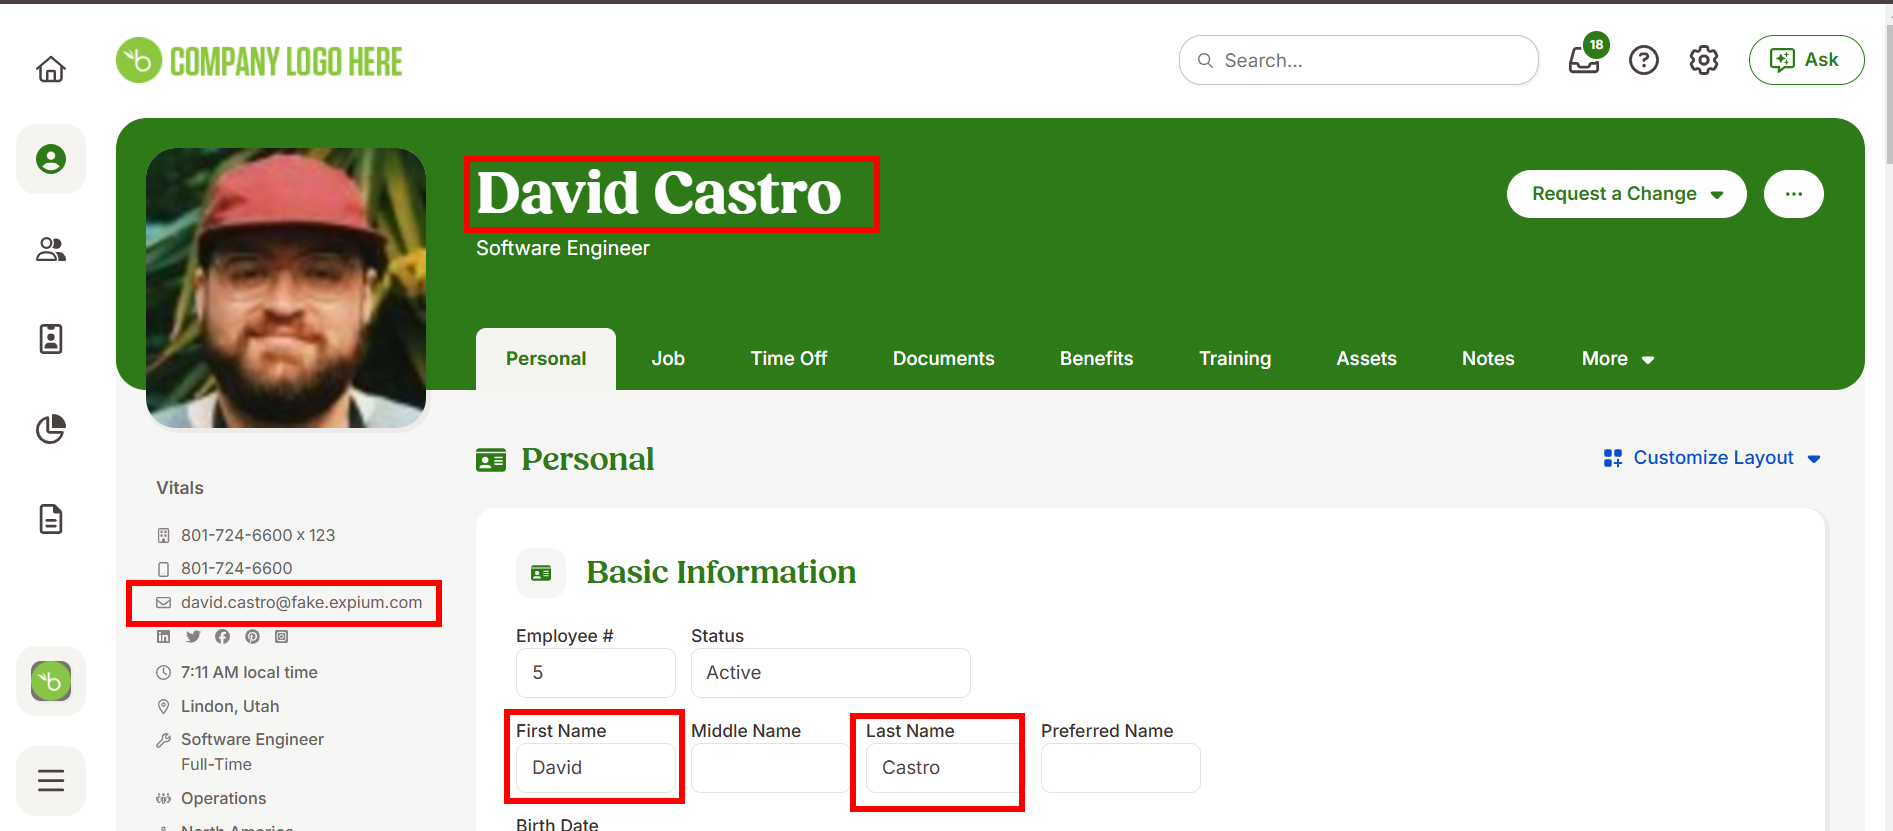 COMPANY LOGO HERE
Search...
18
Ask
David Castro
Software Engineer
Request a Change
Personal
Job
Time Off
Documents
Benefits
Training
Assets
Notes
More
Personal
Customize Layout
Vitals
801-724-6600 x 123
801-724-6600
david.castro@fake.expium.com
7:11 AM local time
Lindon, Utah
Software Engineer
Full-Time
Operations
North America
Basic Information
Employee #
Status
5
Active
First Name
Middle Name
Last Name
Preferred Name
David
Castro
Birth Date